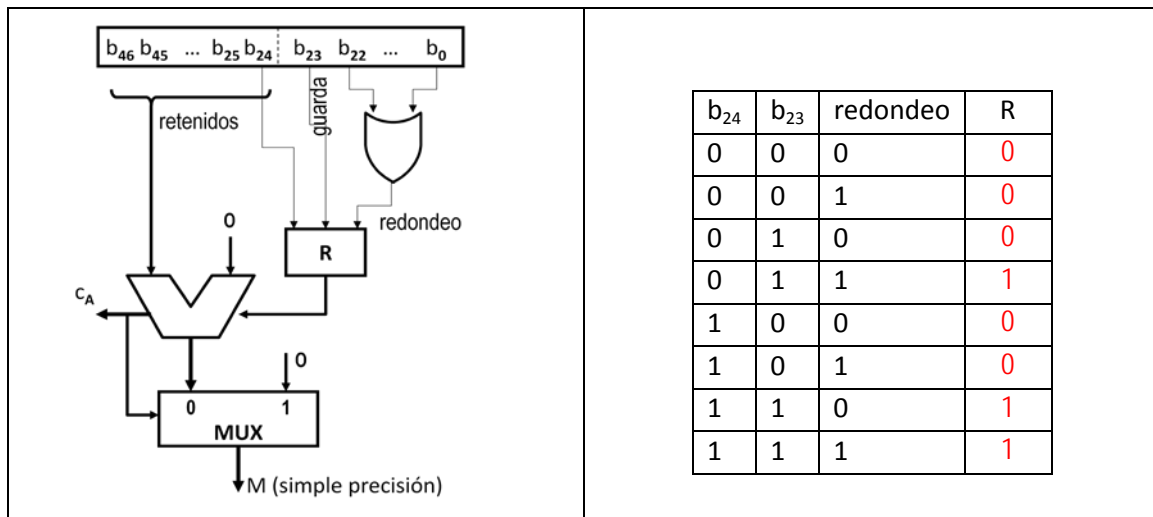 b₄₆ b₄₅ ... b₂₅ b₂₄ b₂₃ b₂₂ ... b₀
retenidos
guarda
redondeo
0
R
C_A
0
0 1
MUX
M (simple precisión)
b₂₄ b₂₃ redondeo R
0 0 0 0
0 0 1 0
0 1 0 0
0 1 1 1
1 0 0 0
1 0 1 0
1 1 0 1
1 1 1 1